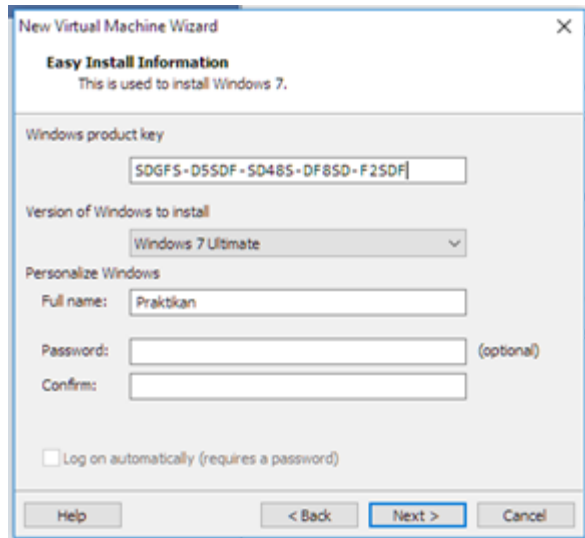 New Virtual Machine Wizard
Easy Install Information
This is used to install Windows 7.
Windows product key
SDGFS-D5SDF-SD48S-DF8SD-F2SDF
Version of Windows to install
Windows 7 Ultimate
Personalize Windows
Full name: Praktikan
Password: (optional)
Confirm:
Log on automatically (requires a password)
Help < Back Next > Cancel